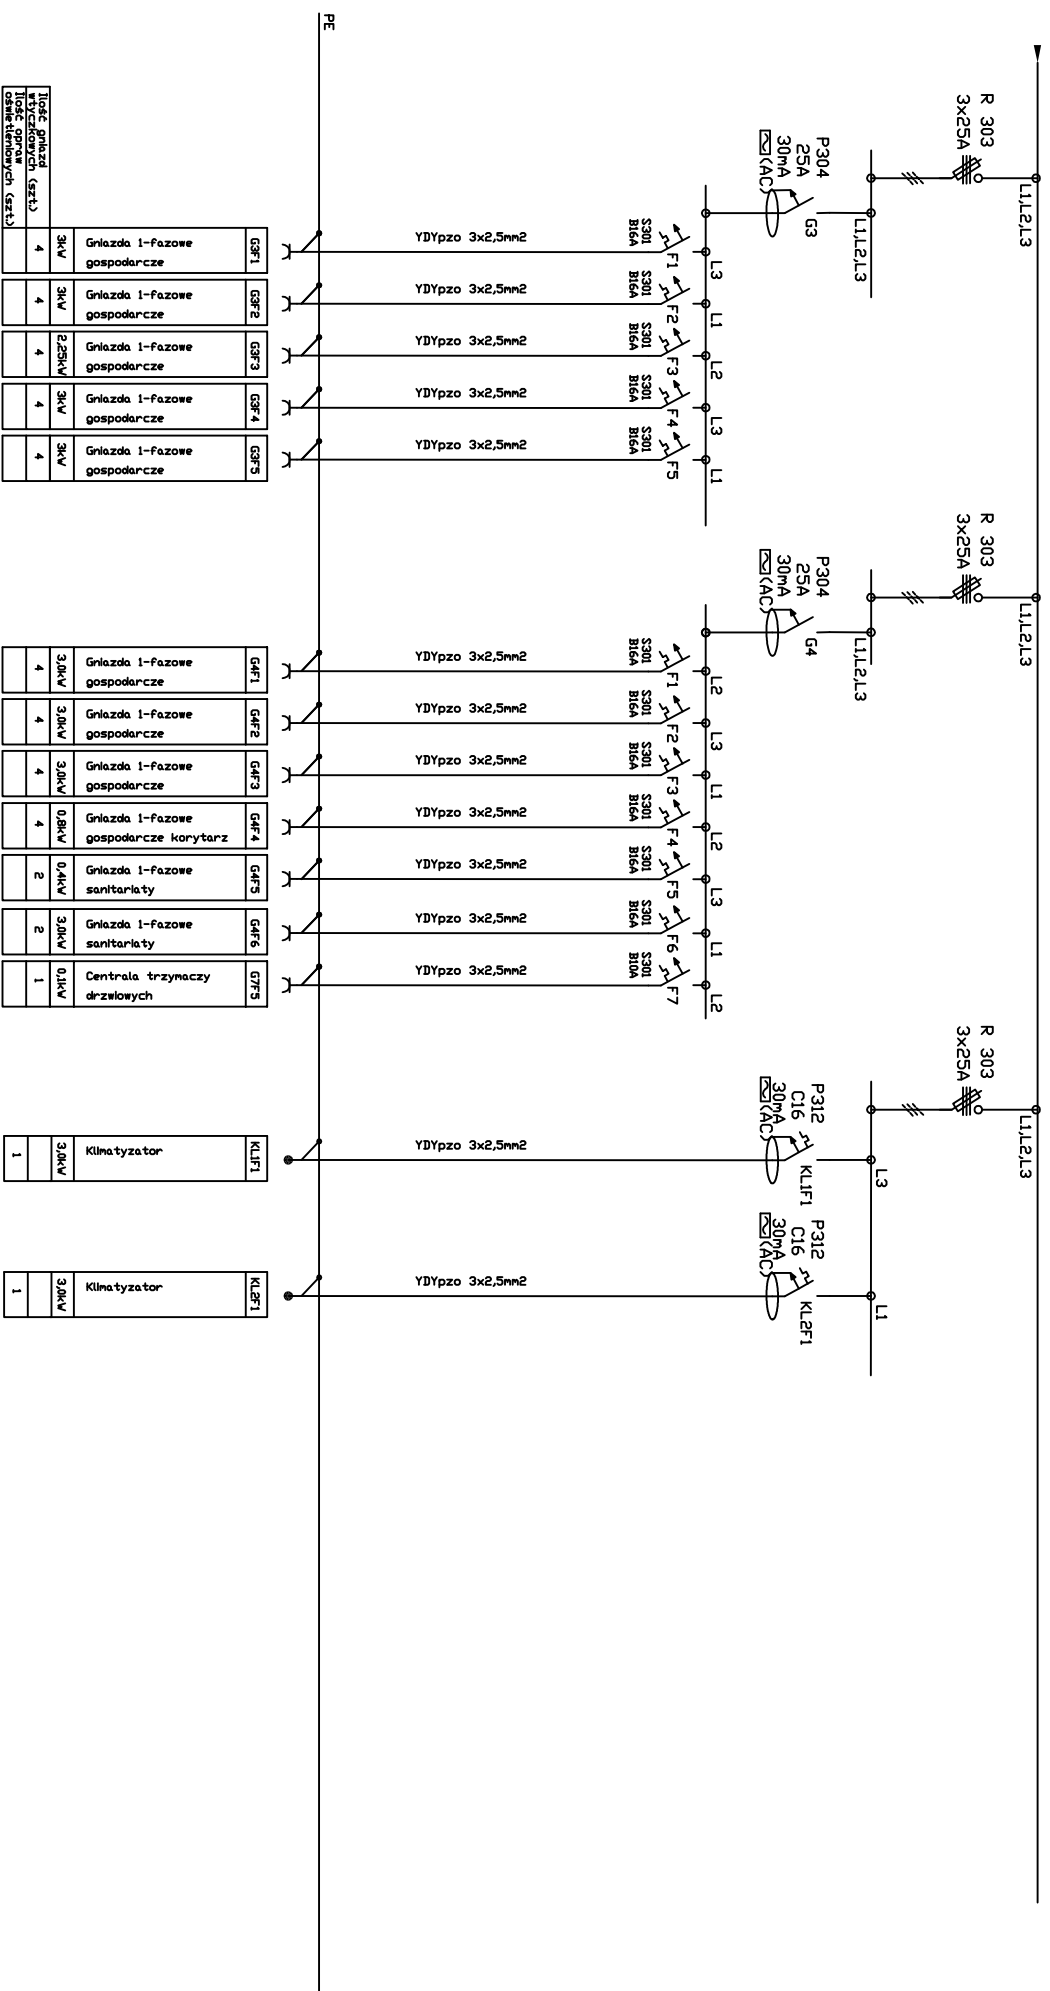 PE
L1,L2,L3
R 303
3x25A
L1,L2,L3
P304
25A
30mA
(AC)
G3
L3
S301
B16A
F1
YDYpzo 3x2,5mm2
L1
S301
B16A
F2
YDYpzo 3x2,5mm2
L2
S301
B16A
F3
YDYpzo 3x2,5mm2
L3
S301
B16A
F4
YDYpzo 3x2,5mm2
L1
S301
B16A
F5
YDYpzo 3x2,5mm2
Ilość gniazd
wtyczkowych (szt.)
Ilość opraw
oświetleniowych (szt.)
G3F1
Gniazda 1-fazowe
gospodarcze
3kW
4
G3F2
Gniazda 1-fazowe
gospodarcze
3kW
4
G3F3
Gniazda 1-fazowe
gospodarcze
2,25kW
4
G3F4
Gniazda 1-fazowe
gospodarcze
3kW
4
G3F5
Gniazda 1-fazowe
gospodarcze
3kW
4
L1,L2,L3
R 303
3x25A
L1,L2,L3
P304
25A
30mA
(AC)
G4
L2
S301
B16A
F1
YDYpzo 3x2,5mm2
L3
S301
B16A
F2
YDYpzo 3x2,5mm2
L1
S301
B16A
F3
YDYpzo 3x2,5mm2
L2
S301
B16A
F4
YDYpzo 3x2,5mm2
L3
S301
B16A
F5
YDYpzo 3x2,5mm2
L1
S301
B16A
F6
YDYpzo 3x2,5mm2
L2
S301
B10A
F7
YDYpzo 3x2,5mm2
G4F1
Gniazda 1-fazowe
gospodarcze
3,0kW
4
G4F2
Gniazda 1-fazowe
gospodarcze
3,0kW
4
G4F3
Gniazda 1-fazowe
gospodarcze
3,0kW
4
G4F4
Gniazda 1-fazowe
gospodarcze korytarz
0,8kW
4
G4F5
Gniazda 1-fazowe
sanitariaty
0,4kW
2
G4F6
Gniazda 1-fazowe
sanitariaty
3,0kW
2
G7F5
Centrala trzymaczy
drzwiowych
0,1kW
1
L1,L2,L3
R 303
3x25A
L3
P312
C16
30mA
(AC)
KL1F1
YDYpzo 3x2,5mm2
KL1F1
Klimatyzator
3,0kW
1
L1
P312
C16
30mA
(AC)
KL2F1
YDYpzo 3x2,5mm2
KL2F1
Klimatyzator
3,0kW
1